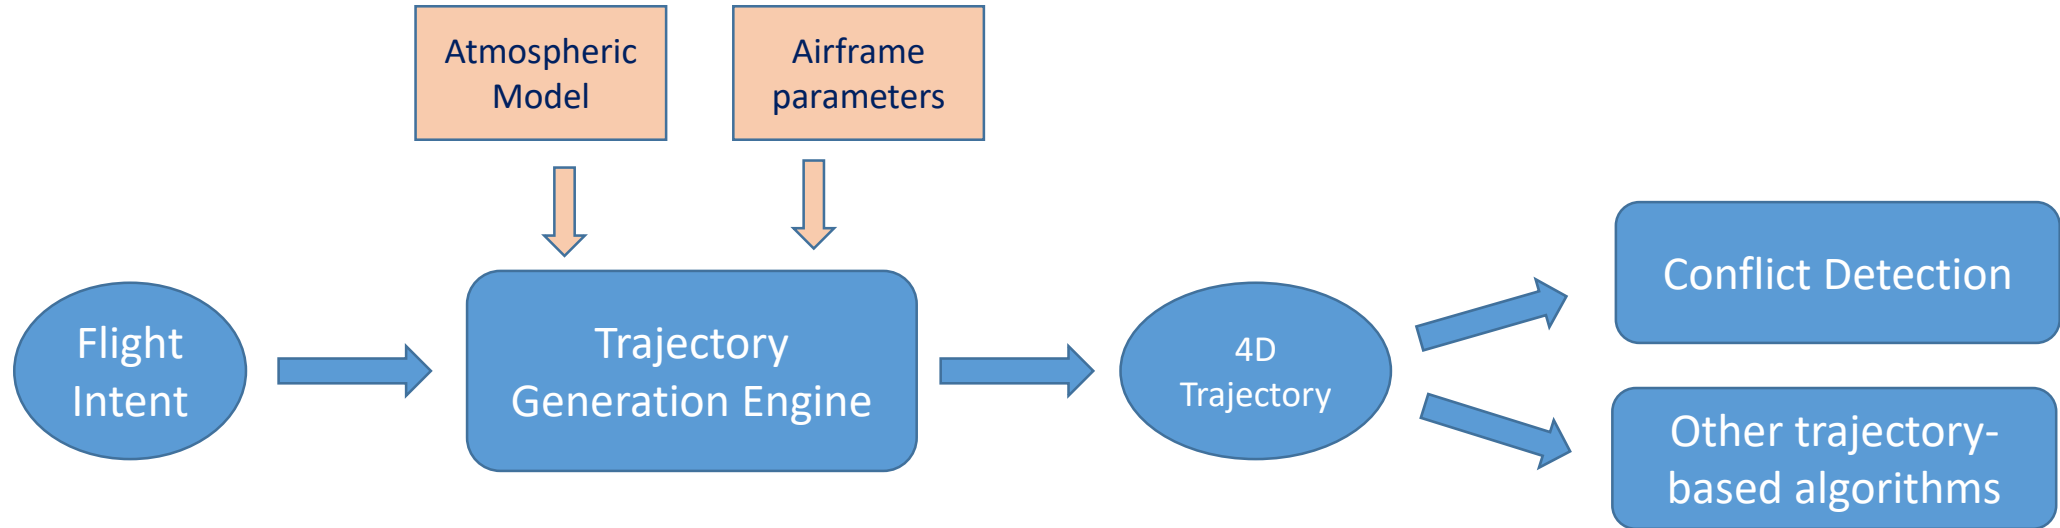 Atmospheric
Model
Airframe
parameters
Flight
Intent
Trajectory
Generation Engine
4D
Trajectory
Conflict Detection
Other trajectory-
based algorithms